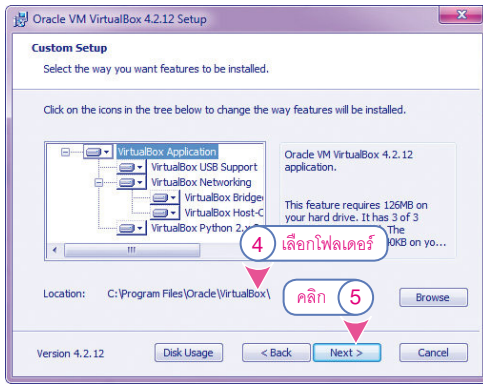 Oracle VM VirtualBox 4.2.12 Setup
Custom Setup
Select the way you want features to be installed.
Click on the icons in the tree below to change the way features will be installed.
VirtualBox Application
VirtualBox USB Support
VirtualBox Networking
VirtualBox Bridge
VirtualBox Host-C
VirtualBox Python 2.
Oracle VM VirtualBox 4.2.12
application.
This feature requires 126MB on
your hard drive. It has 3 of 3
The
0KB on yo...
4 เลือกโฟลเดอร์
Location: C:\Program Files\Oracle\VirtualBox\
คลิก 5
Browse
Version 4.2.12
Disk Usage
< Back
Next >
Cancel